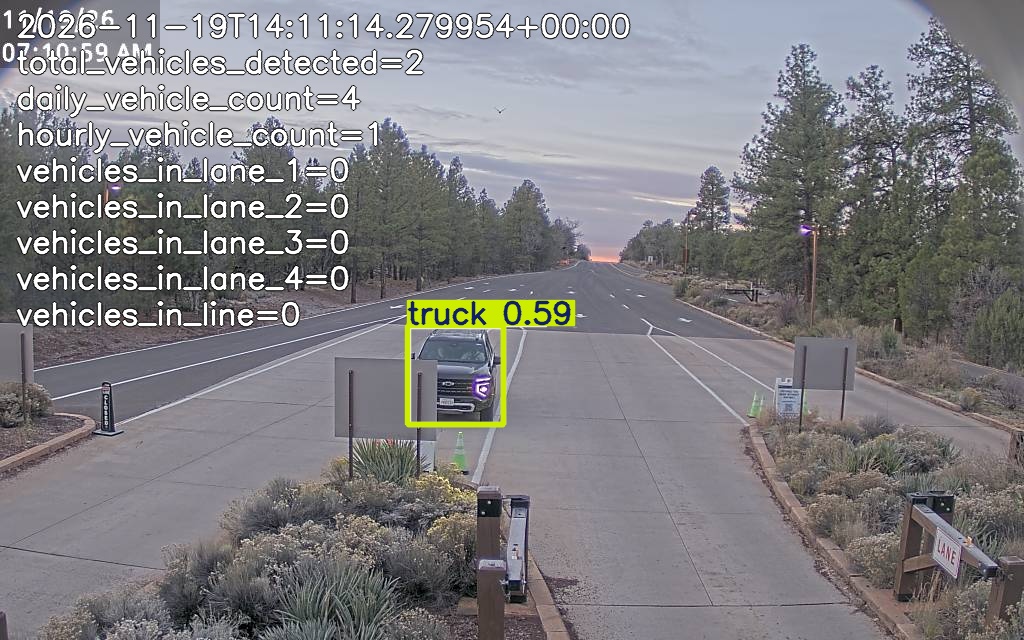 2026-11-19T14:11:14.279954+00:00
07:10:59 AM
total_vehicles_detected=2
daily_vehicle_count=4
hourly_vehicle_count=1
vehicles_in_lane_1=0
vehicles_in_lane_2=0
vehicles_in_lane_3=0
vehicles_in_lane_4=0
vehicles_in_line=0
truck 0.59
CLOSED
LANE